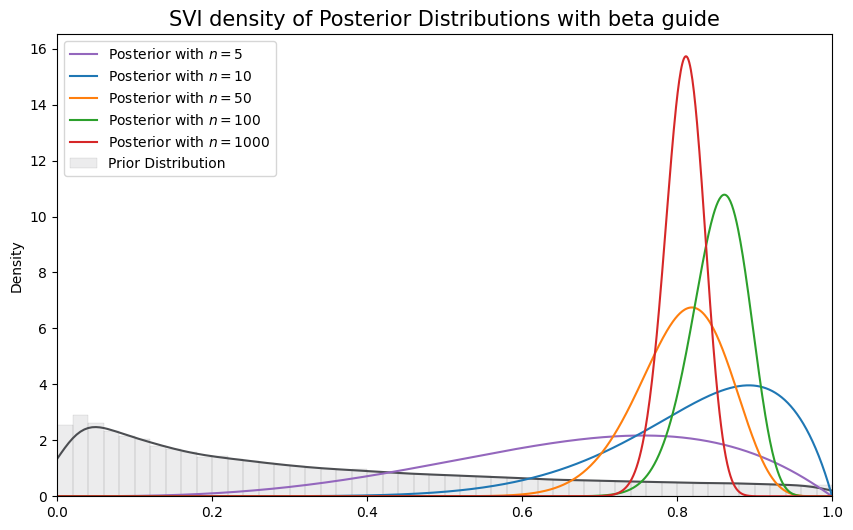 SVI density of Posterior Distributions with beta guide
Posterior with n = 5
Posterior with n = 10
Posterior with n = 50
Posterior with n = 100
Posterior with n = 1000
Prior Distribution
Density
16
14
12
10
8
6
4
2
0
0.0 0.2 0.4 0.6 0.8 1.0